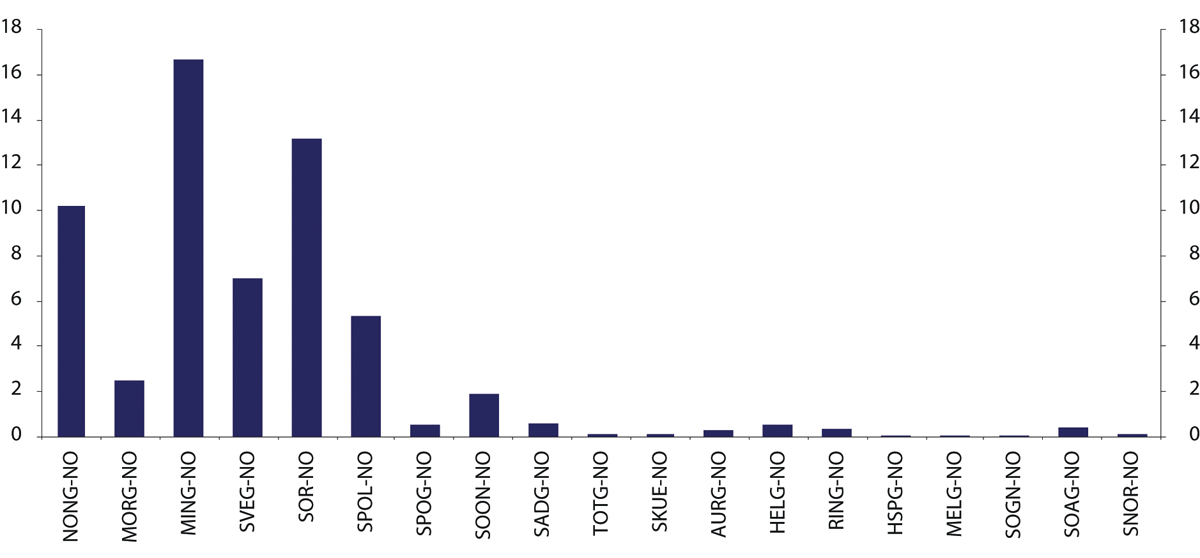 18 18
16 16
14 14
12 12
10 10
8 8
6 6
4 4
2 2
0 0
NONG-NO
MORG-NO
MING-NO
SVEG-NO
SOR-NO
SPOL-NO
SPOG-NO
SOON-NO
SADG-NO
TOTG-NO
SKUE-NO
AURG-NO
HELG-NO
RING-NO
HSPG-NO
MELG-NO
SOGN-NO
SOAG-NO
SNOR-NO